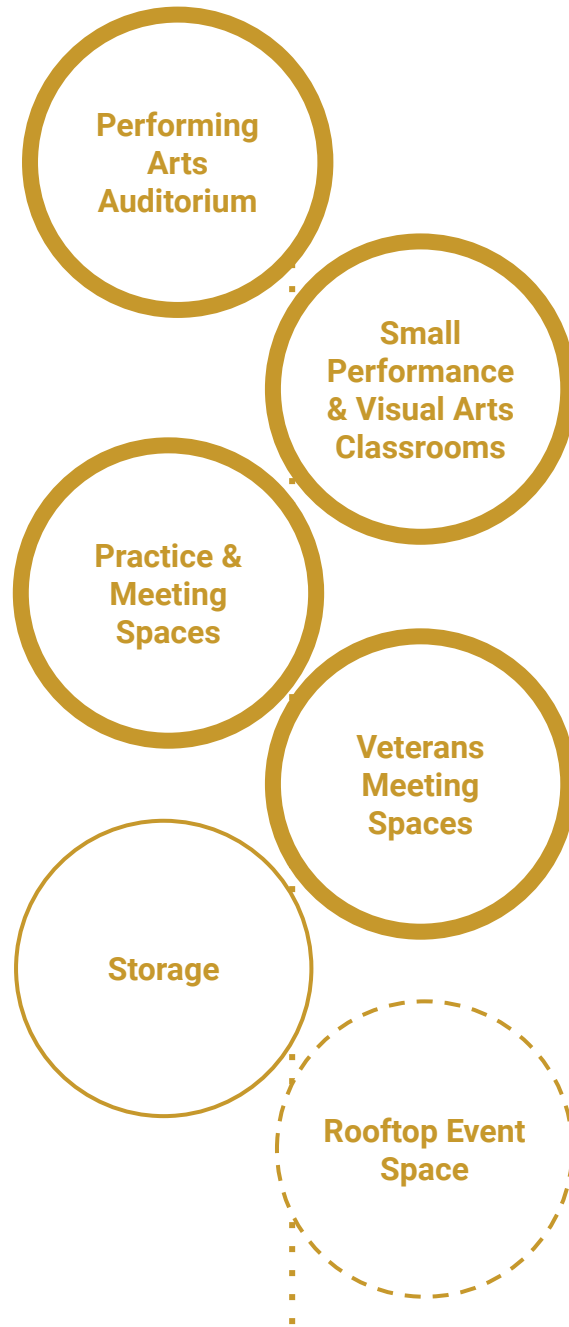 Performing
Arts
Auditorium
Small
Performance
& Visual Arts
Classrooms
Practice &
Meeting
Spaces
Veterans
Meeting
Spaces
Storage
Rooftop Event
Space